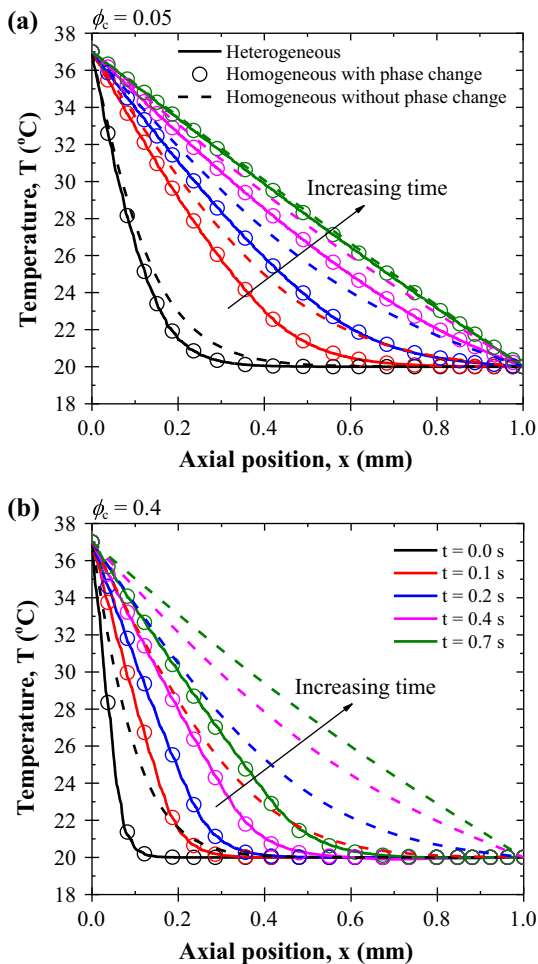 (a)
ϕc = 0.05
Heterogeneous
Homogeneous with phase change
Homogeneous without phase change
Increasing time
38
36
34
32
30
28
26
24
22
20
18
Temperature, T (°C)
0.0 0.2 0.4 0.6 0.8 1.0
Axial position, x (mm)
(b)
ϕc = 0.4
t = 0.0 s
t = 0.1 s
t = 0.2 s
t = 0.4 s
t = 0.7 s
Increasing time
38
36
34
32
30
28
26
24
22
20
18
Temperature, T (°C)
0.0 0.2 0.4 0.6 0.8 1.0
Axial position, x (mm)